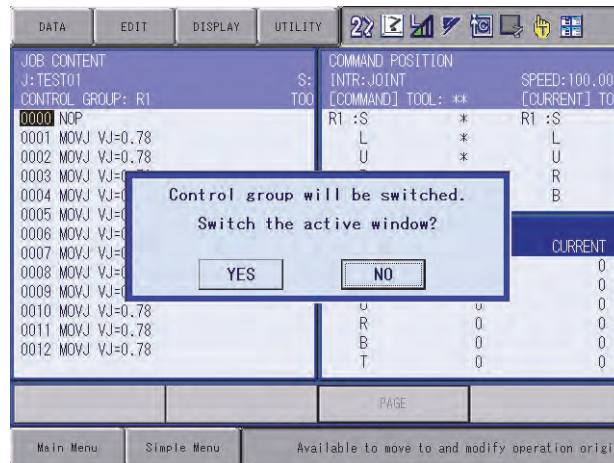 DATA EDIT DISPLAY UTILITY
JOB CONTENT
J:TEST01 S:
CONTROL GROUP: R1 TOO
0000 NOP
0001 MOVJ VJ=0.78
0002 MOVJ VJ=0.78
0003 MOVJ
0004 MOVJ VJ=0
0005 MOVJ VJ=0
0006 MOVJ VJ=0
0007 MOVJ VJ=0
0008 MOVJ VJ=0
0009 MOVJ VJ=0
0010 MOVJ VJ=0.78
0011 MOVJ VJ=0.78
0012 MOVJ VJ=0.78
COMMAND POSITION
INTR:JOINT SPEED:100.00
[COMMAND] TOOL: ** [CURRENT] TO
R1 :S * R1 :S
L * L
U * U
R
B
Control group will be switched.
Switch the active window?
YES NO
CURRENT
0
0
0 0
R 0 0
B 0 0
T 0 0
PAGE
Main Menu Simple Menu Available to move to and modify operation origi